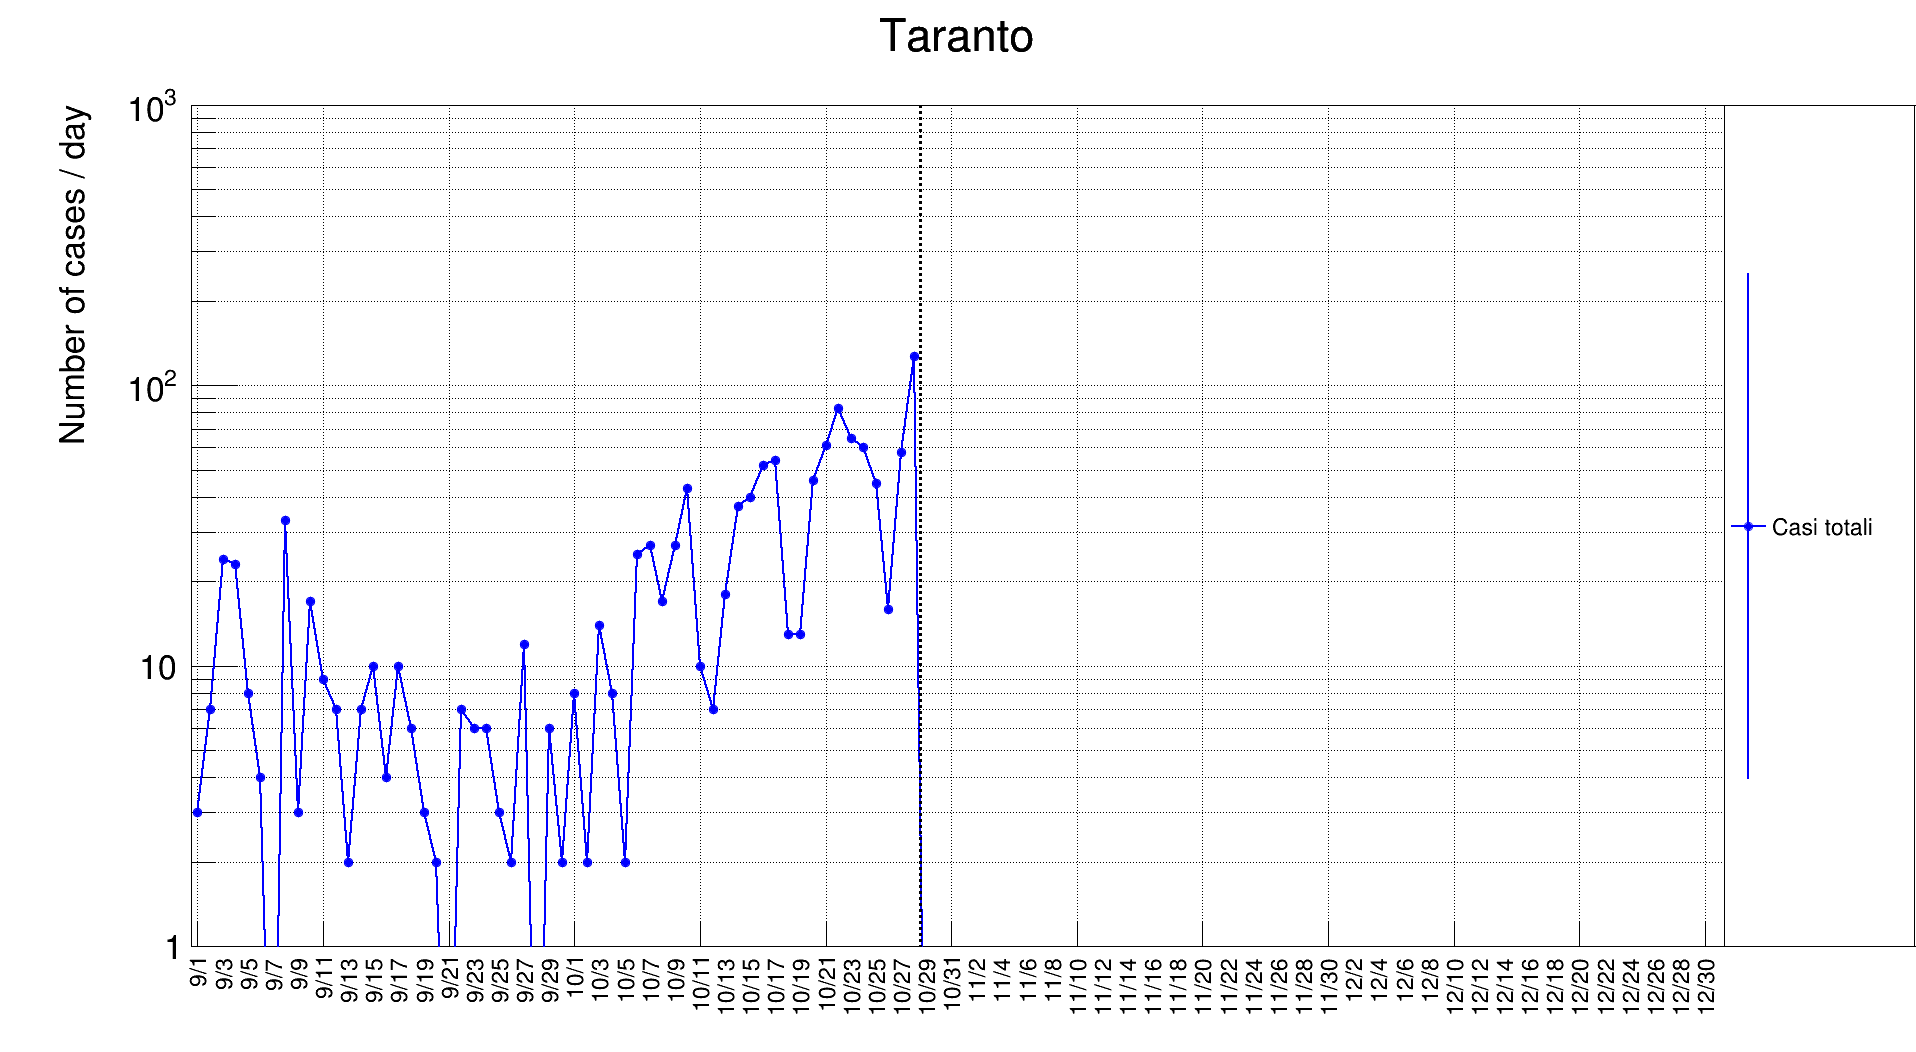 Taranto
Number of cases / day
10³
10²
10
1
9/1 9/3 9/5 9/7 9/9 9/11 9/13 9/15 9/17 9/19 9/21 9/23 9/25 9/27 9/29 10/1 10/3 10/5 10/7 10/9 10/11 10/13 10/15 10/17 10/19 10/21 10/23 10/25 10/27 10/29 10/31 11/2 11/4 11/6 11/8 11/10 11/12 11/14 11/16 11/18 11/20 11/22 11/24 11/26 11/28 11/30 12/2 12/4 12/6 12/8 12/10 12/12 12/14 12/16 12/18 12/20 12/22 12/24 12/26 12/28 12/30
Casi totali